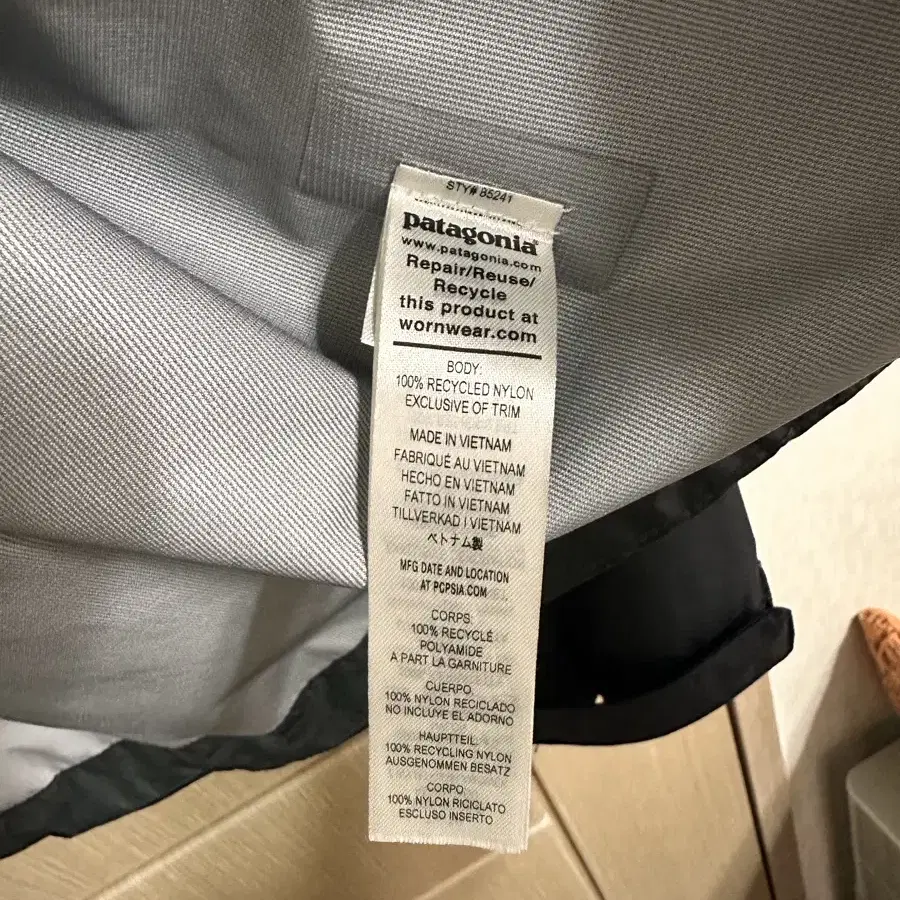 STY# 85241
patagonia®
www.patagonia.com
Repair/Reuse/
Recycle
this product at
wornwear.com
BODY:
100% RECYCLED NYLON
EXCLUSIVE OF TRIM
MADE IN VIETNAM
FABRIQUÉ AU VIETNAM
HECHO EN VIETNAM
FATTO IN VIETNAM
TILLVERKAD I VIETNAM
ベトナム製
MFG DATE AND LOCATION
AT PCPSIA.COM
CORPS:
100% RECYCLÉ
POLYAMIDE
A PART LA GARNITURE
CUERPO:
100% NYLON RECICLADO
NO INCLUYE EL ADORNO
HAUPTTEIL:
100% RECYCLING NYLON
AUSGENOMMEN BESATZ
CORPO:
100% NYLON RICICLATO
ESCLUSO INSERTO